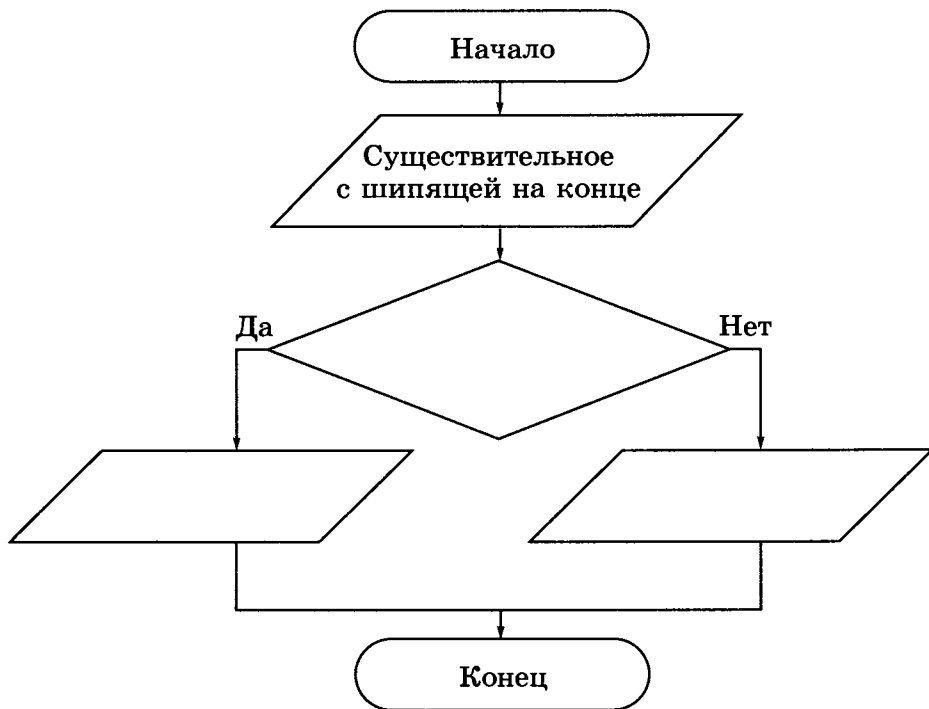 Начало
Существительное
с шипящей на конце
Да
Нет
Конец